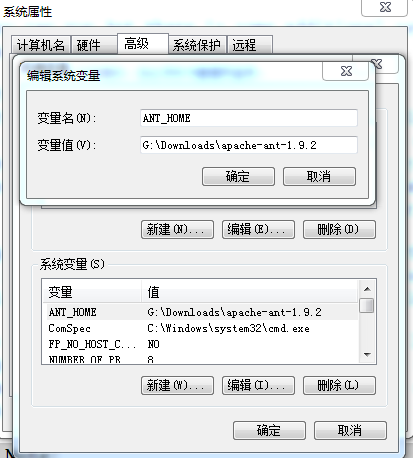 系统属性
计算机名 硬件 高级 系统保护 远程
编辑系统变量
变量名(N): ANT_HOME
变量值(V): G:\Downloads\apache-ant-1.9.2
确定 取消
新建(N)... 编辑(E)... 删除(D)
系统变量(S)
变量 值
ANT_HOME G:\Downloads\apache-ant-1.9.2
ComSpec C:\Windows\system32\cmd.exe
FP_NO_HOST_C... NO
NUMBER_OF_PR 8
新建(W)... 编辑(I)... 删除(L)
确定 取消